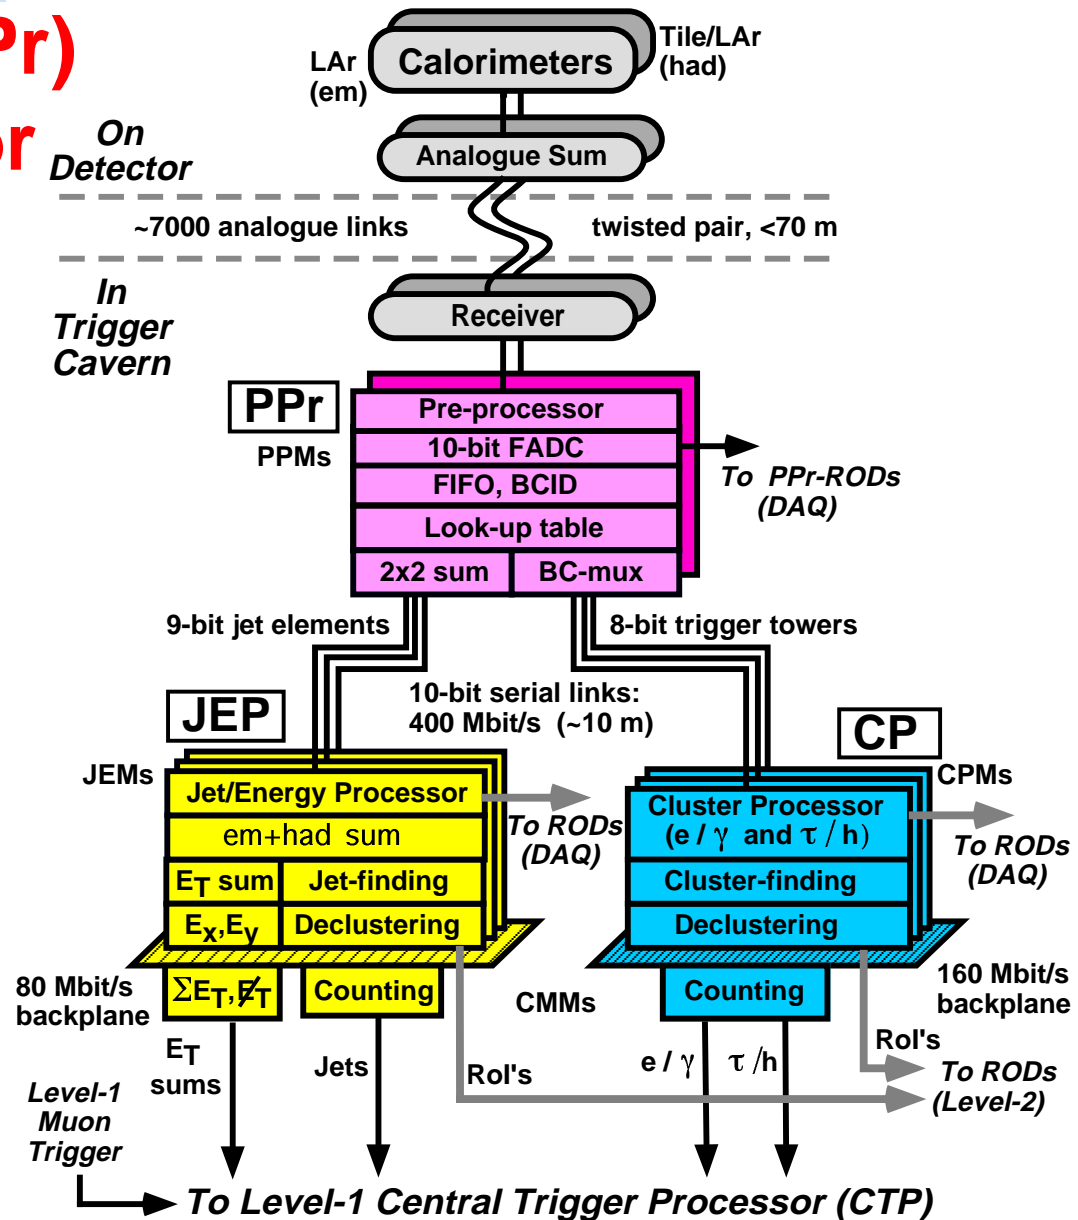 Pr)
or
Calorimeters
LAr
(em)
Tile/LAr
(had)
On
Detector
Analogue Sum
~7000 analogue links
twisted pair, <70 m
In
Trigger
Cavern
Receiver
PPr
PPMs
Pre-processor
10-bit FADC
FIFO, BCID
Look-up table
2x2 sum
BC-mux
To PPr-RODs
(DAQ)
9-bit jet elements
8-bit trigger towers
10-bit serial links:
400 Mbit/s (~10 m)
JEP
JEMs
Jet/Energy Processor
em+had sum
ET sum
Jet-finding
Ex,Ey
Declustering
To RODs
(DAQ)
CP
CPMs
Cluster Processor
(e / γ and τ / h)
Cluster-finding
Declustering
To RODs
(DAQ)
80 Mbit/s
backplane
ΣET,E̸T
Counting
CMMs
Counting
160 Mbit/s
backplane
ET
sums
Jets
RoI's
e / γ
τ /h
RoI's
To RODs
(Level-2)
Level-1
Muon
Trigger
To Level-1 Central Trigger Processor (CTP)